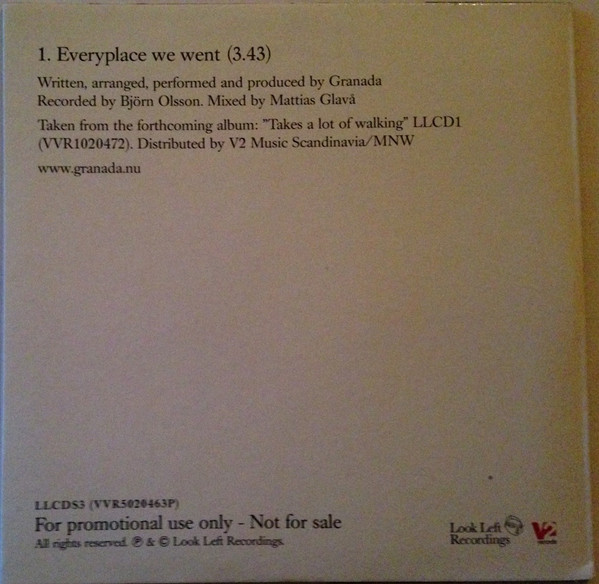 1. Everyplace we went (3.43)
Written, arranged, performed and produced by Granada
Recorded by Björn Olsson. Mixed by Mattias Glavå
Taken from the forthcoming album: "Takes a lot of walking" LLCD1
(VVR1020472). Distributed by V2 Music Scandinavia/MNW
www.granada.nu
LLCDS3 (VVR5020463P)
For promotional use only - Not for sale
All rights reserved. ℗ & © Look Left Recordings.
Look Left
Recordings
V2
records